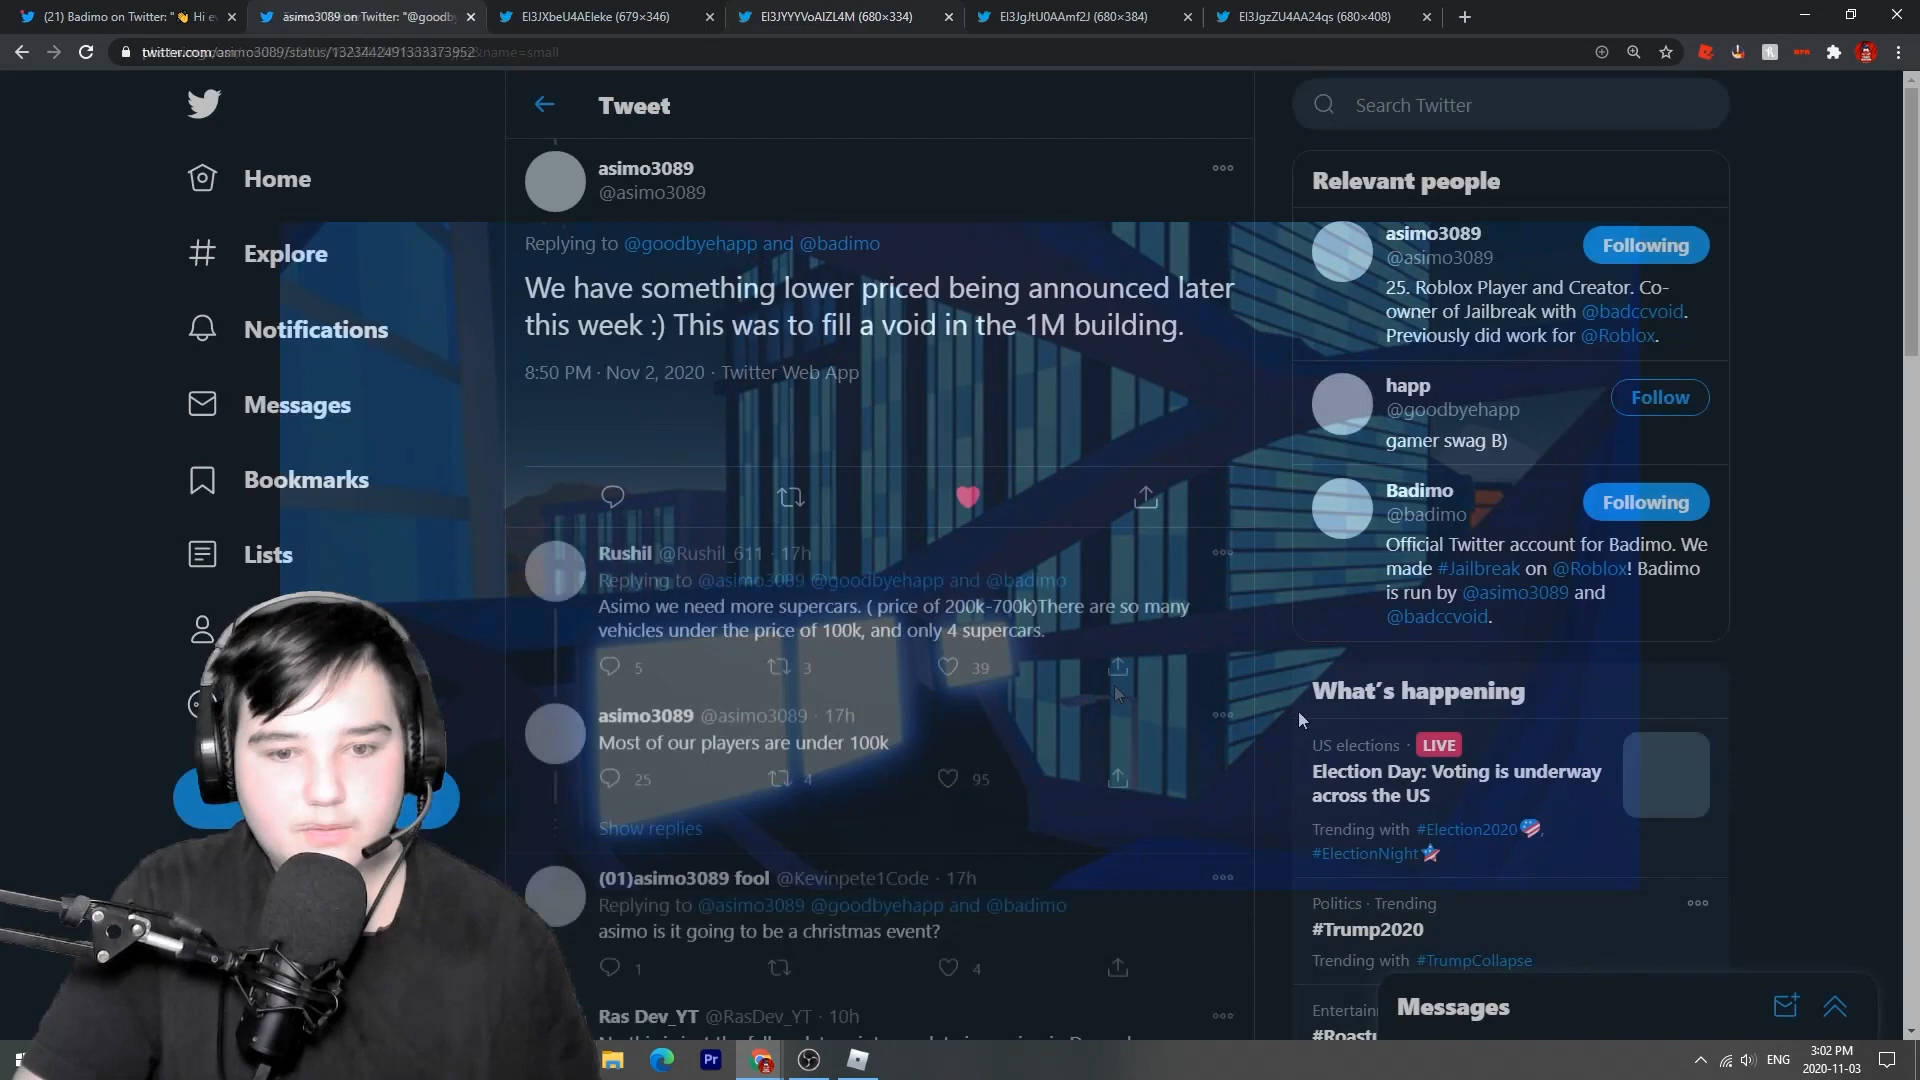 (21) Badimo on Twitter: "👋 Hi e
asimo3089 on Twitter: "@goodby
EI3JXbeU4AEleke (679×346)
EI3JYYYVoAIZL4M (680×334)
EI3JgJtU0AAmf2J (680×384)
EI3JgzZU4AA24qs (680×408)
twitter.com/asimo3089/status/1323442491333373952
name=small
Tweet
Search Twitter
Home
Explore
Notifications
Messages
Bookmarks
Lists
asimo3089
@asimo3089
Replying to @goodbyehapp and @badimo
We have something lower priced being announced later
this week :) This was to fill a void in the 1M building.
8:50 PM · Nov 2, 2020 · Twitter Web App
Rushil @Rushil_611 · 17h
Replying to @asimo3089 @goodbyehapp and @badimo
Asimo we need more supercars. ( price of 200k-700k)There are so many
vehicles under the price of 100k, and only 4 supercars.
5 3 39
asimo3089 @asimo3089 · 17h
Most of our players are under 100k
25 4 95
Show replies
(01)asimo3089 fool @Kevinpete1Code · 17h
Replying to @asimo3089 @goodbyehapp and @badimo
asimo is it going to be a christmas event?
1 4
Ras Dev_YT @RasDev_YT · 10h
Relevant people
asimo3089
@asimo3089
Following
25. Roblox Player and Creator. Co-
owner of Jailbreak with @badccvoid.
Previously did work for @Roblox.
happ
@goodbyehapp
Follow
gamer swag B)
Badimo
@badimo
Following
Official Twitter account for Badimo. We
made #Jailbreak on @Roblox! Badimo
is run by @asimo3089 and
@badccvoid.
What's happening
US elections · LIVE
Election Day: Voting is underway
across the US
Trending with #Election2020,
#ElectionNight
Politics · Trending
#Trump2020
Trending with #TrumpCollapse
Entertain
#Roast
Messages
Pr
ENG
3:02 PM
2020-11-03